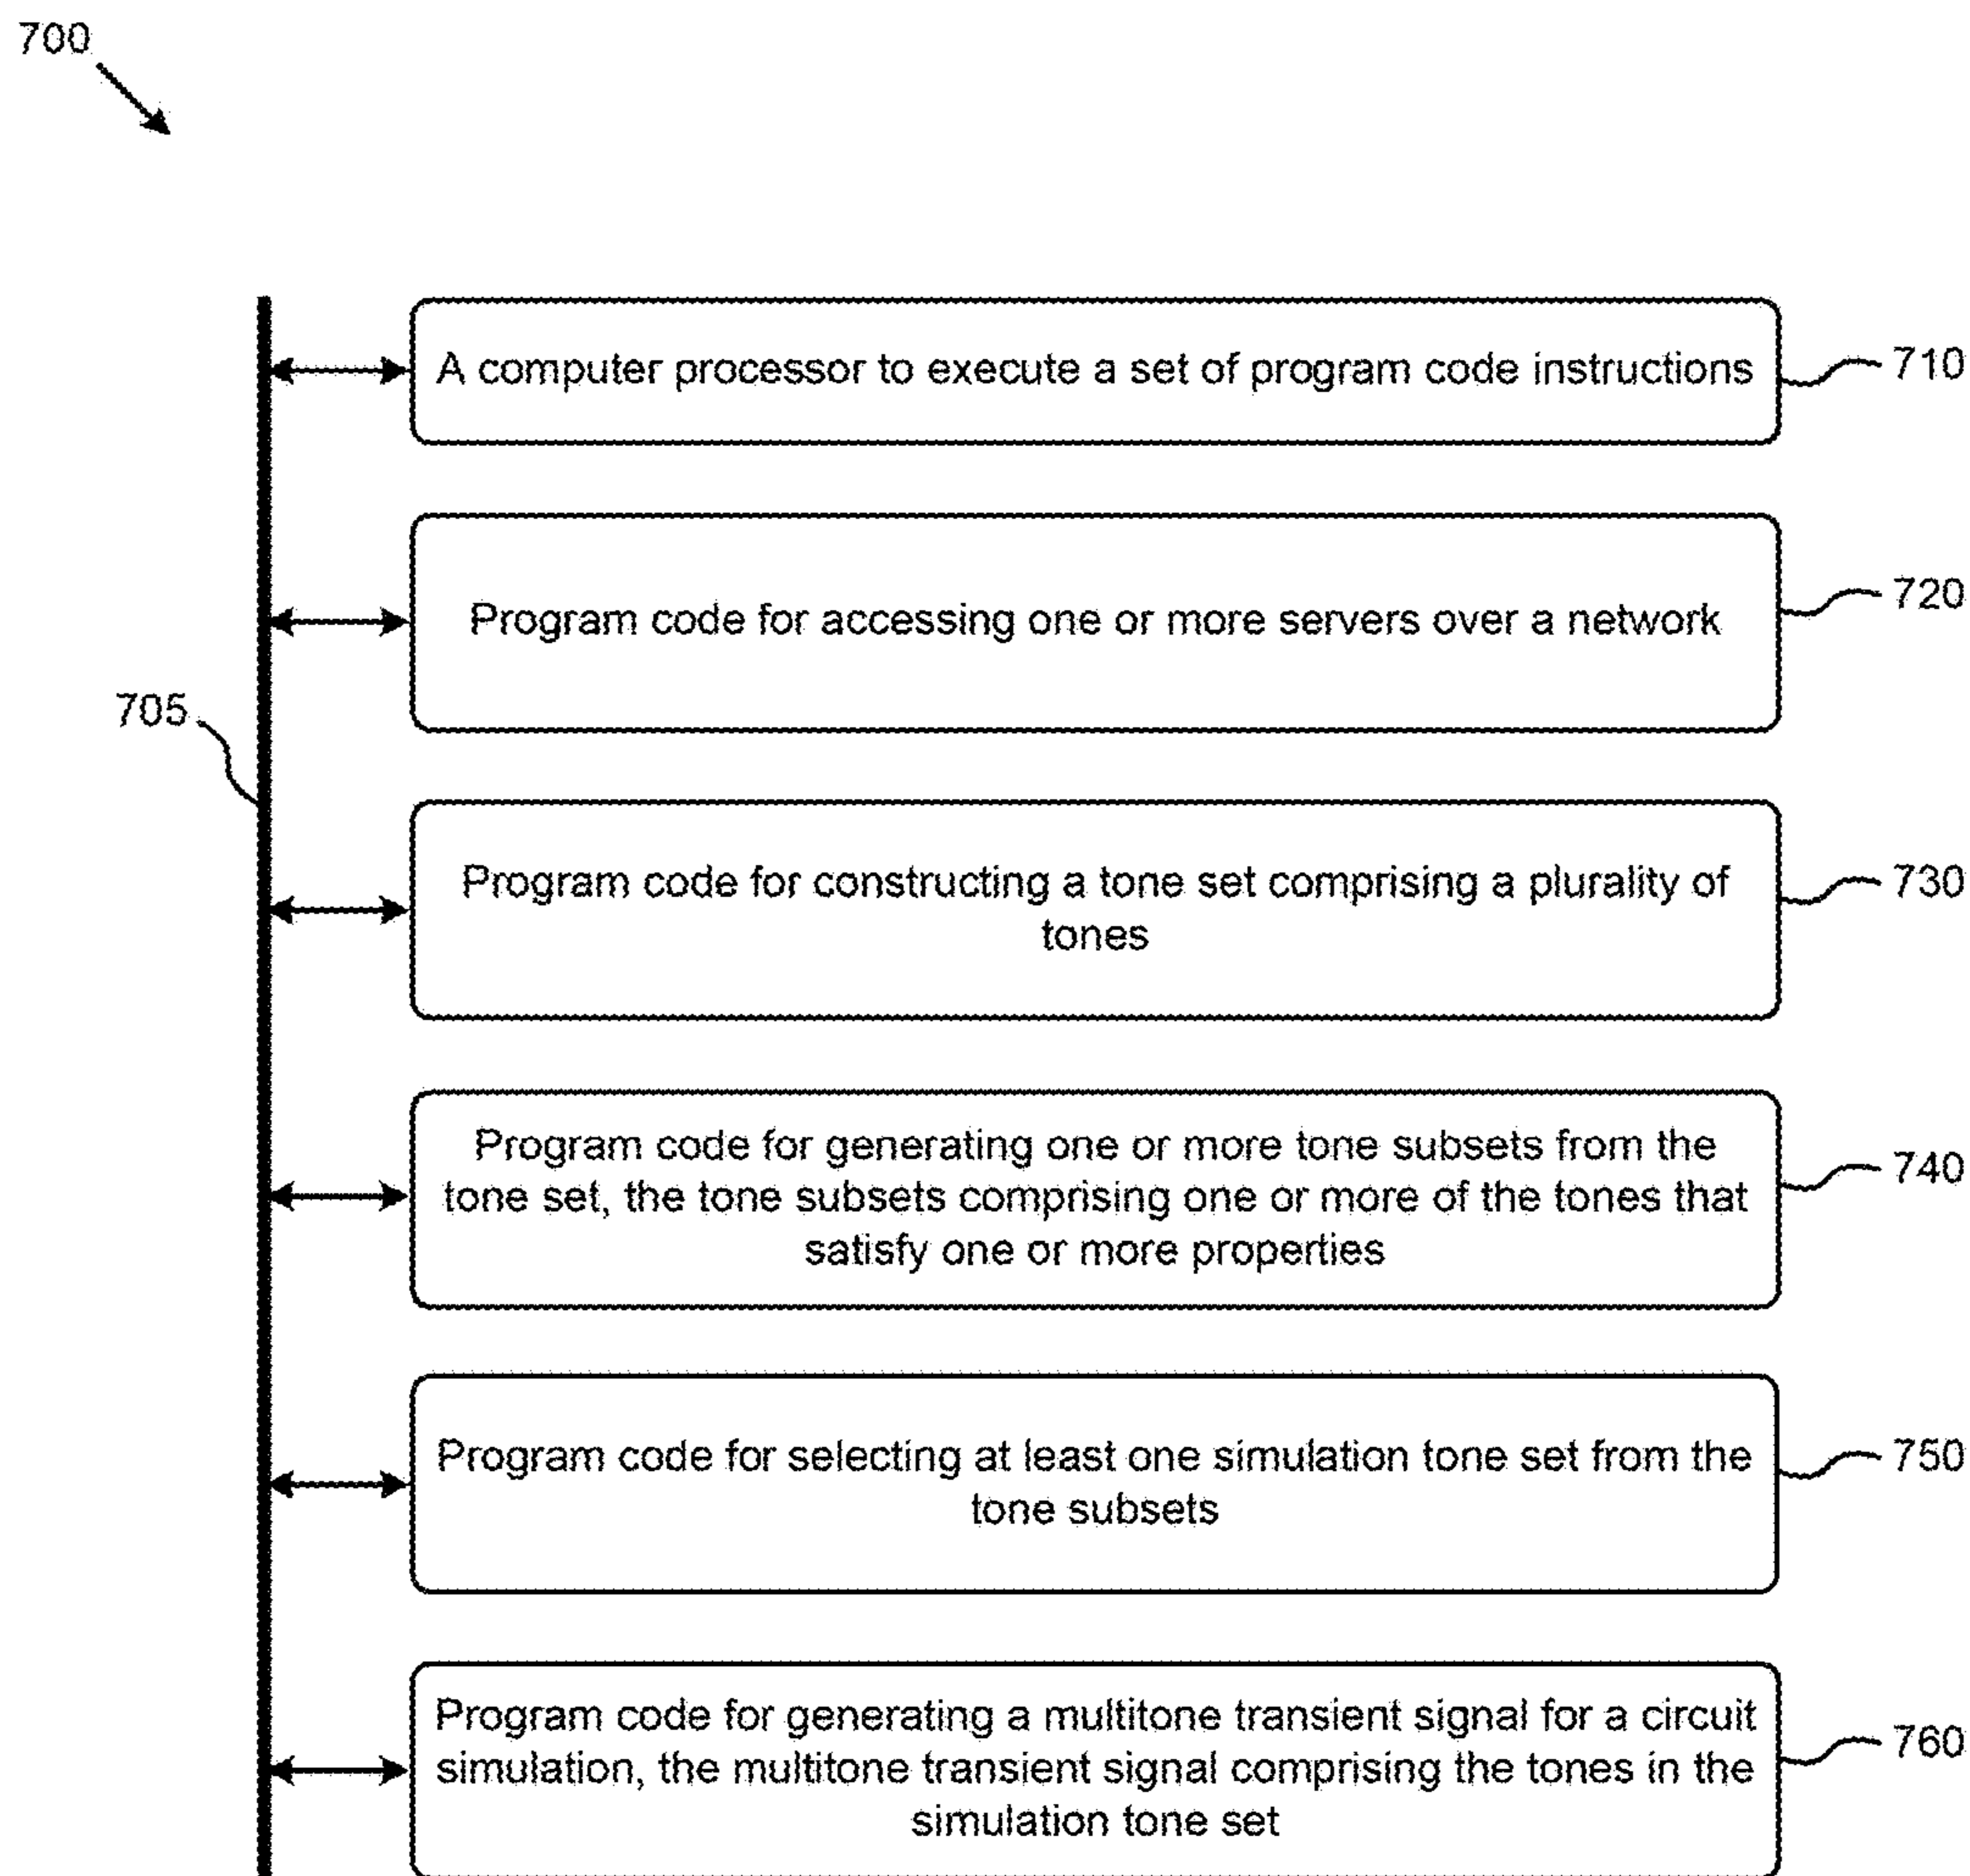 700
A computer processor to execute a set of program code instructions
710
Program code for accessing one or more servers over a network
720
705
Program code for constructing a tone set comprising a plurality of
tones
730
Program code for generating one or more tone subsets from the
tone set, the tone subsets comprising one or more of the tones that
satisfy one or more properties
740
Program code for selecting at least one simulation tone set from the
tone subsets
750
Program code for generating a multitone transient signal for a circuit
simulation, the multitone transient signal comprising the tones in the
simulation tone set
760